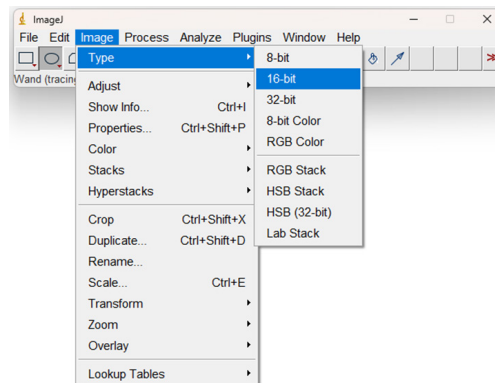 ImageJ
File Edit Image Process Analyze Plugins Window Help
Wand (tracing
Type
Adjust
Show Info... Ctrl+I
Properties... Ctrl+Shift+P
Color
Stacks
Hyperstacks
Crop Ctrl+Shift+X
Duplicate... Ctrl+Shift+D
Rename...
Scale... Ctrl+E
Transform
Zoom
Overlay
Lookup Tables
8-bit
16-bit
32-bit
8-bit Color
RGB Color
RGB Stack
HSB Stack
HSB (32-bit)
Lab Stack